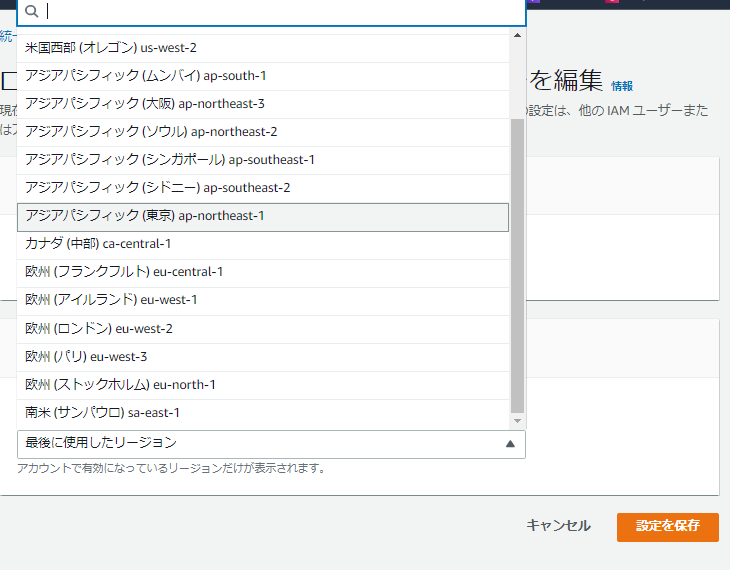 統一
米国西部 (オレゴン) us-west-2
アジアパシフィック (ムンバイ) ap-south-1
を編集 情報
アジアパシフィック (大阪) ap-northeast-3
現在
の設定は、他の IAM ユーザーまた
はア
アジアパシフィック (ソウル) ap-northeast-2
アジアパシフィック (シンガポール) ap-southeast-1
アジアパシフィック (シドニー) ap-southeast-2
アジアパシフィック (東京) ap-northeast-1
カナダ (中部) ca-central-1
欧州 (フランクフルト) eu-central-1
欧州 (アイルランド) eu-west-1
欧州 (ロンドン) eu-west-2
欧州 (パリ) eu-west-3
欧州 (ストックホルム) eu-north-1
南米 (サンパウロ) sa-east-1
最後に使用したリージョン
アカウントで有効になっているリージョンだけが表示されます。
キャンセル
設定を保存